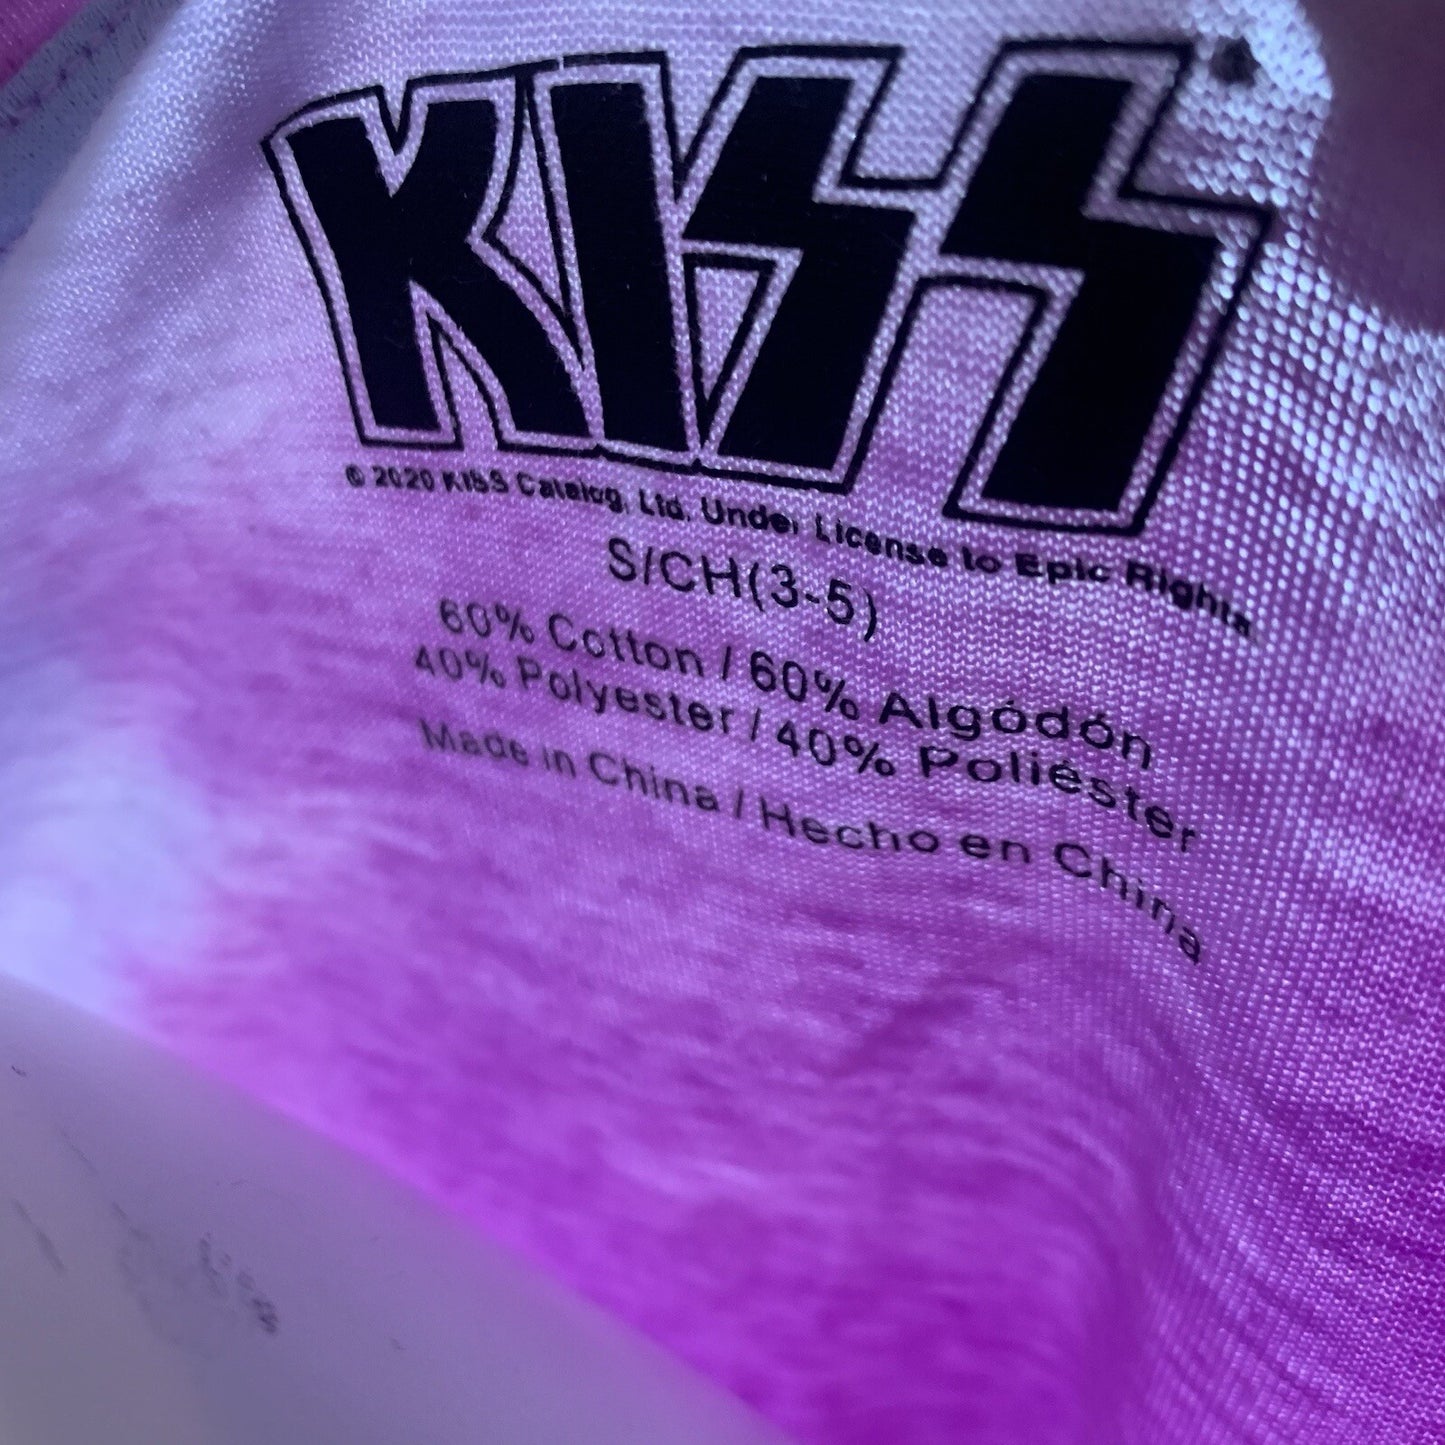 KISS
© 2020 KISS Catalog, Ltd. Under License to Epic Rights
S/CH(3-5)
60% Cotton / 60% Algódón
40% Polyester / 40% Poliéster
Made in China / Hecho en China